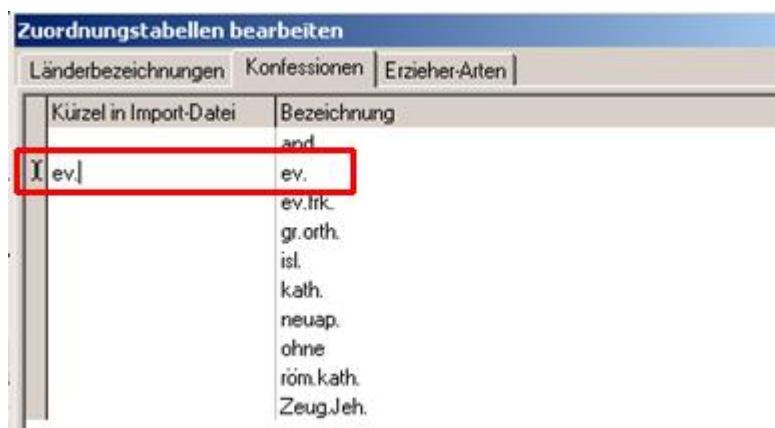 Zuordnungstabellen bearbeiten
Länderbezeichnungen Konfessionen Erzieher-Arten
Kürzel in Import-Datei Bezeichnung
and.
ev. ev.
ev.frk.
gr.orth.
isl.
kath.
neuap.
ohne
röm.kath.
Zeug.Jeh.